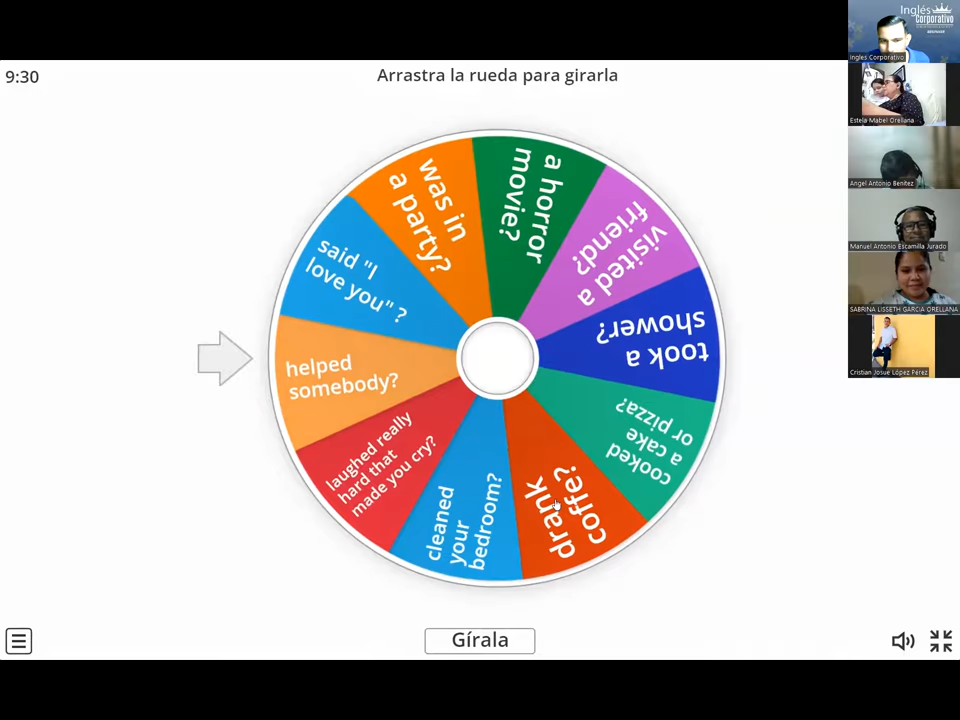 9:30
Arrastra la rueda para girarla
a horror
movie?
visited a
friend?
took a
shower?
cooked
a cake
or pizza?
drank
coffe?
cleaned
your
bedroom?
laughed really
hard that
made you cry?
helped
somebody?
said "I
love you" ?
was in
a party?
Gírala
Inglés
Corporativo
Ingles Corporativo
Estela Mabel Orellana
Angel Antonio Benitez
Manuel Antonio Escamilla Jurado
SABRINA LISSETH GARCIA ORELLANA
Cristian Josue López Pérez